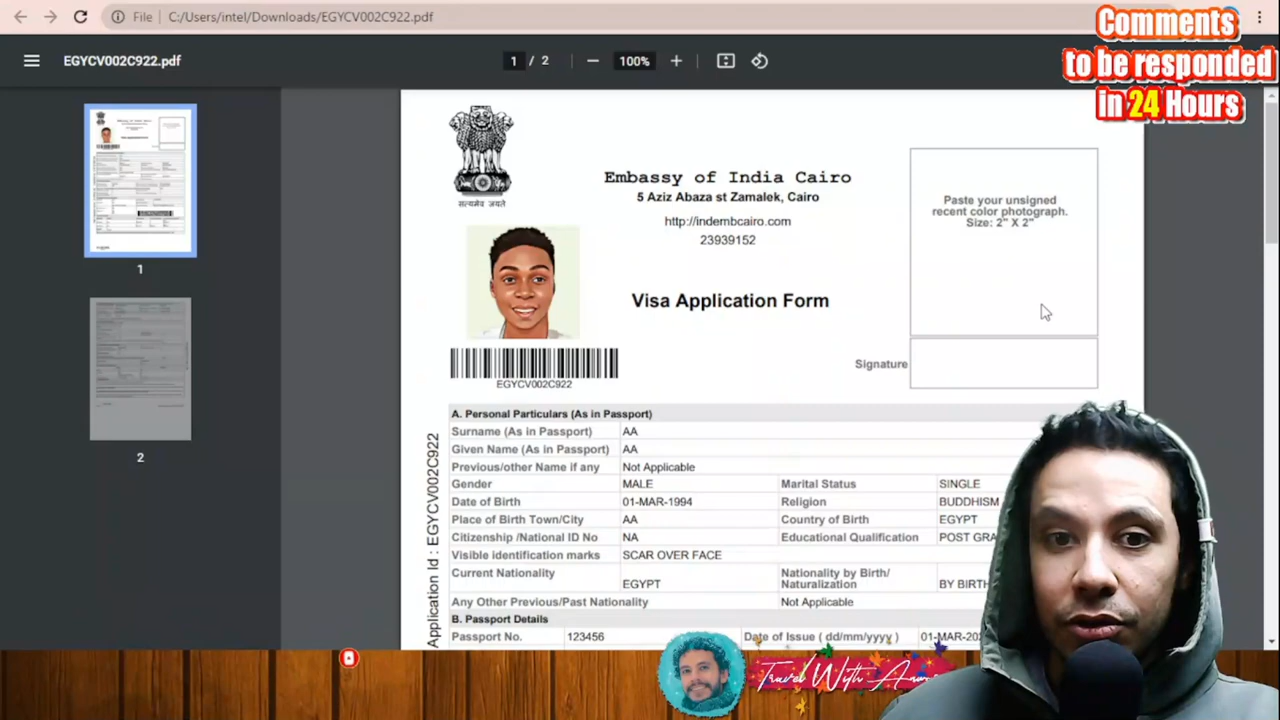 File
C:/Users/intel/Downloads/EGYCV002C922.pdf
Comments
to be responded
in 24 Hours
EGYCV002C922.pdf
1 / 2
100%
1
2
सत्यमेव जयते
Embassy of India Cairo
5 Aziz Abaza st Zamalek, Cairo
http://indembcairo.com
23939152
Visa Application Form
Paste your unsigned
recent color photograph.
Size: 2" X 2"
Signature
EGYCV002C922
Application Id : EGYCV002C922
A. Personal Particulars (As in Passport)
Surname (As in Passport) AA
Given Name (As in Passport) AA
Previous/other Name if any Not Applicable
Gender MALE Marital Status SINGLE
Date of Birth 01-MAR-1994 Religion BUDDHISM
Place of Birth Town/City AA Country of Birth EGYPT
Citizenship /National ID No NA Educational Qualification POST GRA
Visible identification marks SCAR OVER FACE
Current Nationality EGYPT Nationality by Birth/
Naturalization BY BIRTH
Any Other Previous/Past Nationality Not Applicable
B. Passport Details
Passport No. 123456 Date of Issue ( dd/mm/yyyy ) 01-MAR-202
Travel With